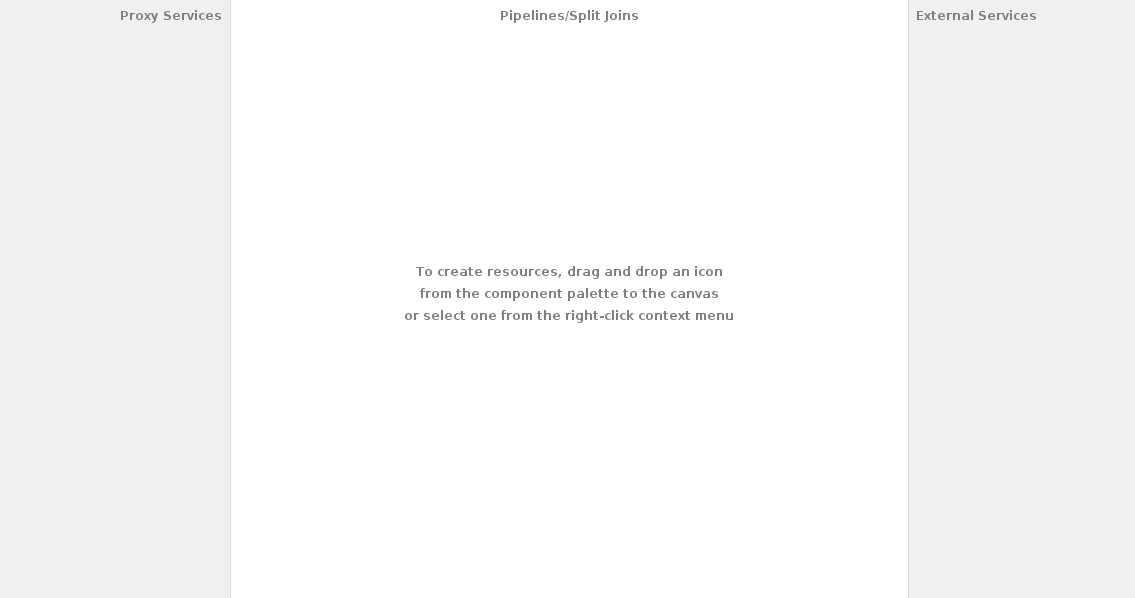 Proxy Services
Pipelines/Split Joins
External Services
To create resources, drag and drop an icon
from the component palette to the canvas
or select one from the right-click context menu